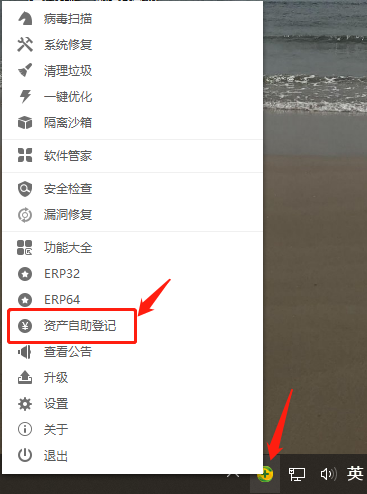 病毒扫描
系统修复
清理垃圾
一键优化
隔离沙箱
软件管家
安全检查
漏洞修复
功能大全
ERP32
ERP64
资产自助登记
查看公告
升级
设置
关于
退出
英